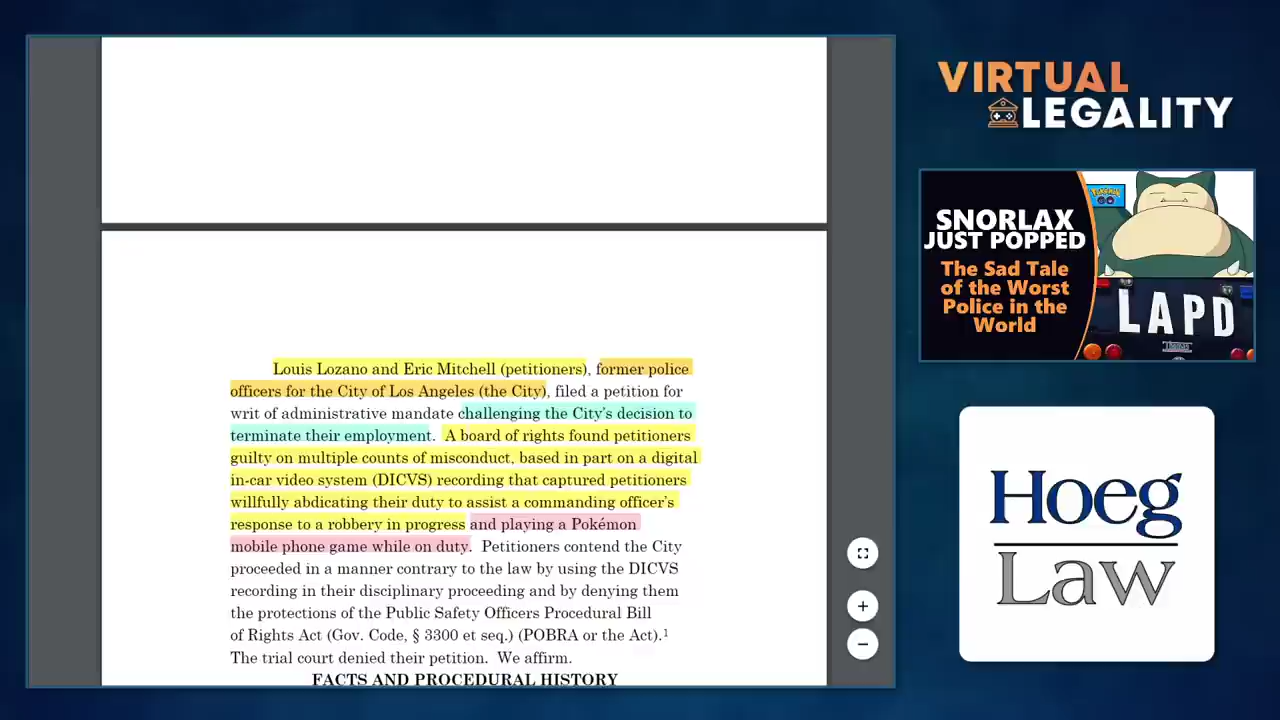 Louis Lozano and Eric Mitchell (petitioners), former police
officers for the City of Los Angeles (the City), filed a petition for
writ of administrative mandate challenging the City's decision to
terminate their employment. A board of rights found petitioners
guilty on multiple counts of misconduct, based in part on a digital
in-car video system (DICVS) recording that captured petitioners
willfully abdicating their duty to assist a commanding officer's
response to a robbery in progress and playing a Pokémon
mobile phone game while on duty. Petitioners contend the City
proceeded in a manner contrary to the law by using the DICVS
recording in their disciplinary proceeding and by denying them
the protections of the Public Safety Officers Procedural Bill
of Rights Act (Gov. Code, § 3300 et seq.) (POBRA or the Act).¹
The trial court denied their petition. We affirm.
FACTS AND PROCEDURAL HISTORY
VIRTUAL
LEGALITY
SNORLAX
JUST POPPED
The Sad Tale
of the Worst
Police in the
World
LAPD
Hoeg
Law